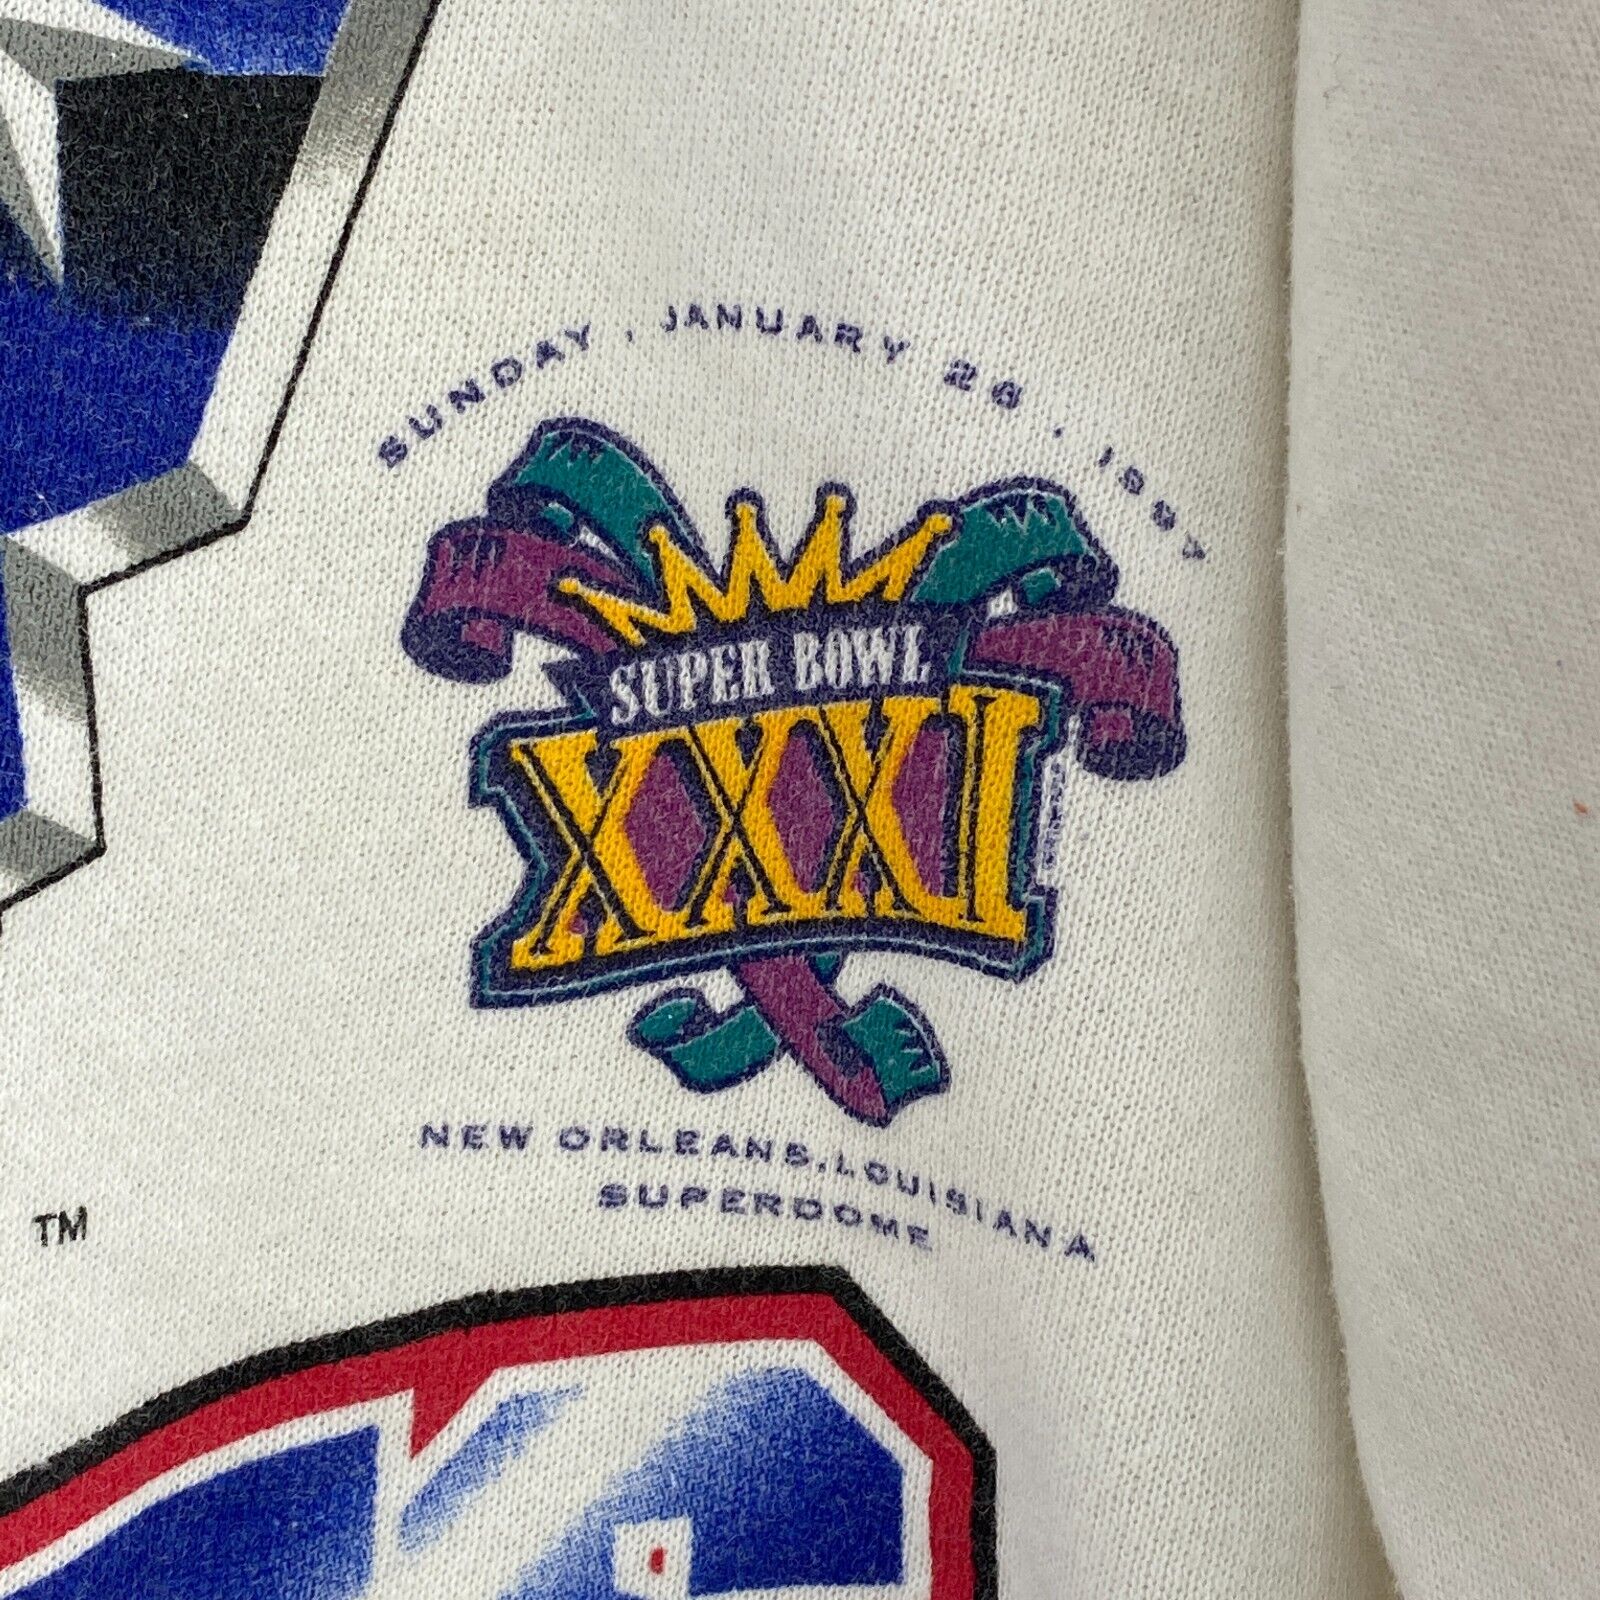 SUNDAY, JANUARY 26, 1997
SUPER BOWL
XXXI
NEW ORLEANS, LOUISIANA
SUPERDOME
TM